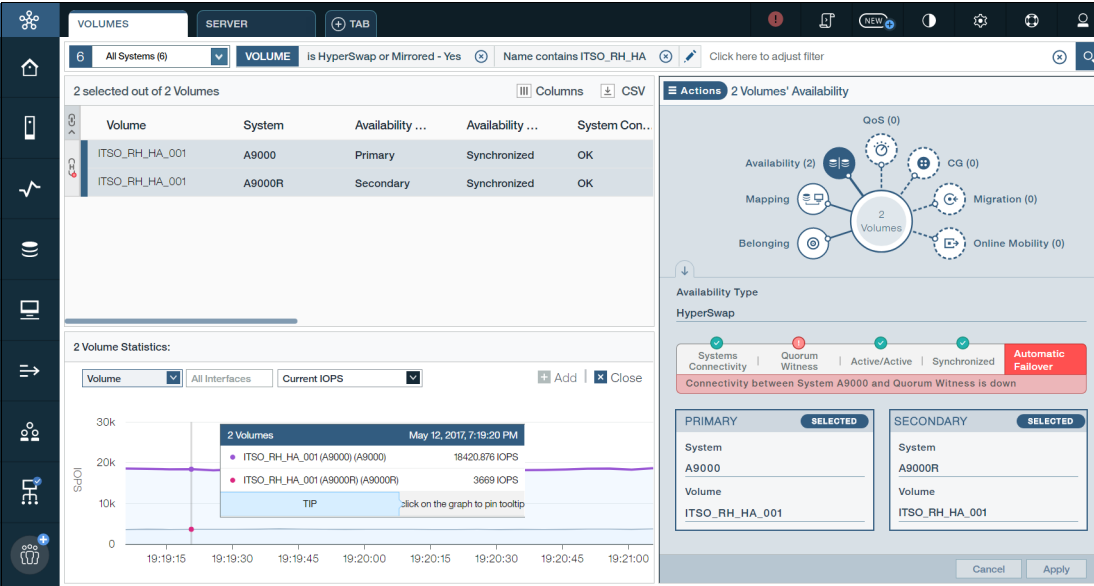 VOLUMES
SERVER
TAB
NEW
6
All Systems (6)
VOLUME
is HyperSwap or Mirrored - Yes
Name contains ITSO_RH_HA
Click here to adjust filter
2 selected out of 2 Volumes
Columns
CSV
Volume System Availability ... Availability ... System Con...
ITSO_RH_HA_001 A9000 Primary Synchronized OK
ITSO_RH_HA_001 A9000R Secondary Synchronized OK
2 Volume Statistics:
Volume
All Interfaces
Current IOPS
Add
Close
30k
20k
10k
0
IOPS
2 Volumes May 12, 2017, 7:19:20 PM
ITSO_RH_HA_001 (A9000) (A9000) 18420.876 IOPS
ITSO_RH_HA_001 (A9000R) (A9000R) 3669 IOPS
TIP click on the graph to pin tooltip
19:19:15 19:19:30 19:19:45 19:20:00 19:20:15 19:20:30 19:20:45 19:21:00
Actions
2 Volumes' Availability
QoS (0)
Availability (2)
CG (0)
Mapping
Migration (0)
2
Volumes
Belonging
Online Mobility (0)
Availability Type
HyperSwap
Systems
Connectivity
Quorum
Witness
Active/Active
Synchronized
Automatic
Failover
Connectivity between System A9000 and Quorum Witness is down
PRIMARY SELECTED
System
A9000
Volume
ITSO_RH_HA_001
SECONDARY SELECTED
System
A9000R
Volume
ITSO_RH_HA_001
Cancel
Apply